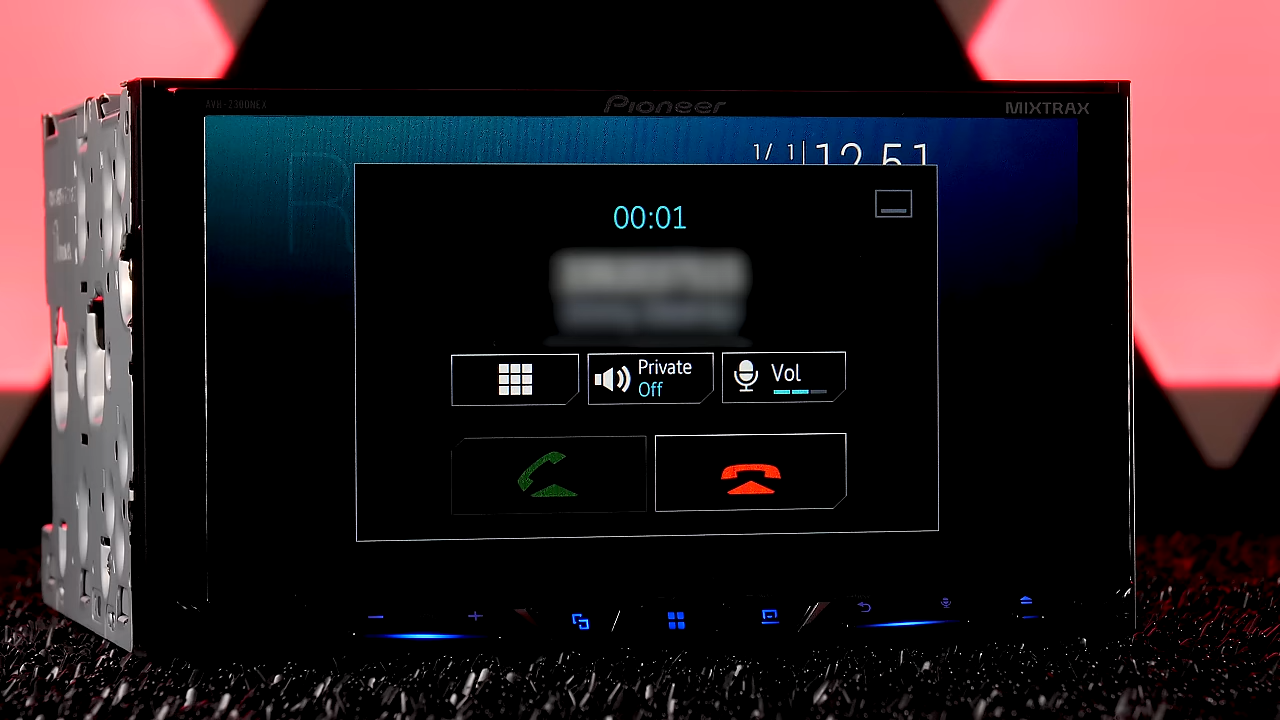 AVH-2300NEX
Pioneer
MIXTRAX
R
1/ 1 12 51
00:01
Private
Off
Vol